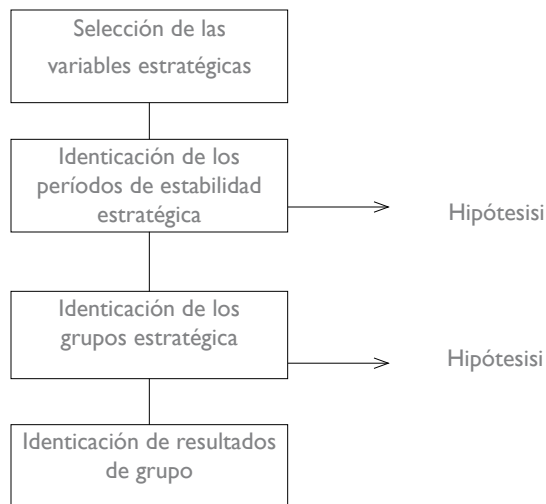 Selección de las
variables estratégicas
Identicación de los
períodos de estabilidad
estratégica
Hipótesisi
Identicación de los
grupos estratégica
Hipótesisi
Identicación de resultados
de grupo